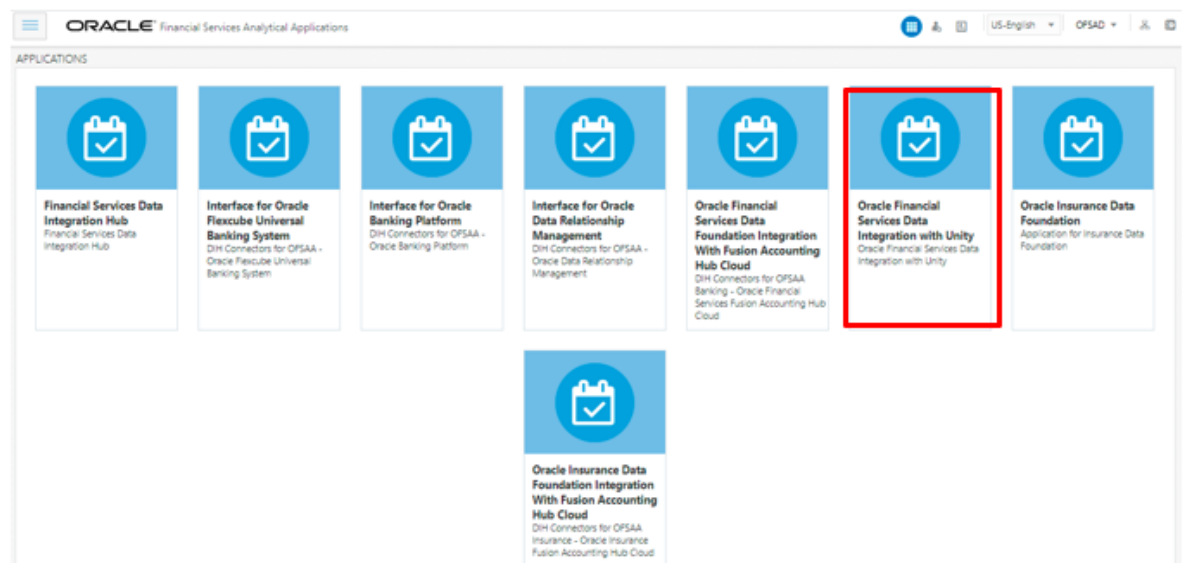 ORACLE® Financial Services Analytical Applications
US-English
OFSAD
APPLICATIONS
Financial Services Data
Integration Hub
Financial Services Data
Integration Hub
Interface for Oracle
Flexcube Universal
Banking System
DIH Connectors for OFSAA -
Oracle Flexcube Universal
Banking System
Interface for Oracle
Banking Platform
DIH Connectors for OFSAA -
Oracle Banking Platform
Interface for Oracle
Data Relationship
Management
DIH Connectors for OFSAA -
Oracle Data Relationship
Management
Oracle Financial
Services Data
Foundation Integration
With Fusion Accounting
Hub Cloud
DIH Connectors for OFSAA
Banking - Oracle Financial
Services Fusion Accounting Hub
Cloud
Oracle Financial
Services Data
Integration with Unity
Oracle Financial Services Data
Integration with Unity
Oracle Insurance Data
Foundation
Application for Insurance Data
Foundation
Oracle Insurance Data
Foundation Integration
With Fusion Accounting
Hub Cloud
DIH Connectors for OFSAA
Insurance - Oracle Insurance
Fusion Accounting Hub Cloud